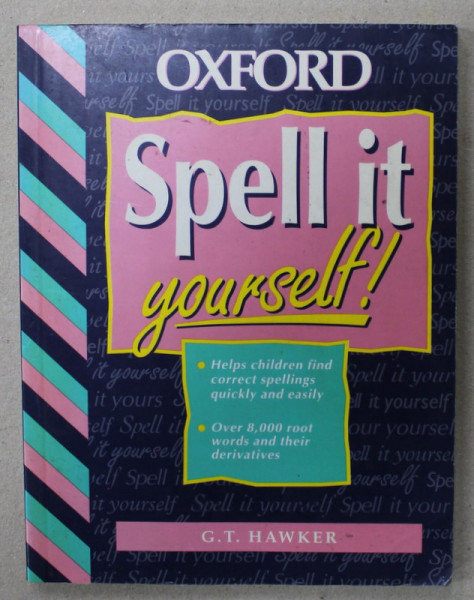 OXFORD
Spell it
yourself!
Helps children find
correct spellings
quickly and easily
Over 8,000 root
words and their
derivatives
G.T. HAWKER